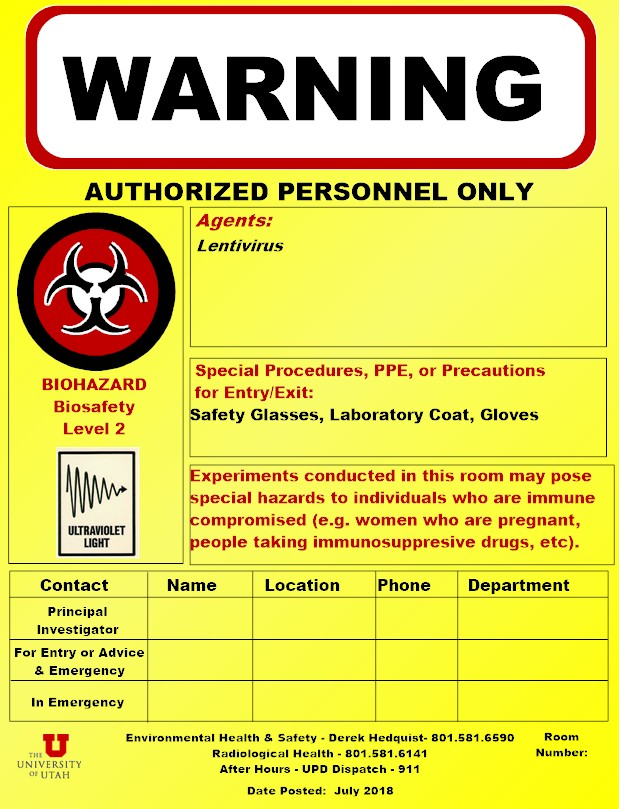 WARNING
AUTHORIZED PERSONNEL ONLY
BIOHAZARD
Biosafety
Level 2
ULTRAVIOLET
LIGHT
Agents:
Lentivirus
Special Procedures, PPE, or Precautions
for Entry/Exit:
Safety Glasses, Laboratory Coat, Gloves
Experiments conducted in this room may pose
special hazards to individuals who are immune
compromised (e.g. women who are pregnant,
people taking immunosuppresive drugs, etc).
Contact Name Location Phone Department
Principal
Investigator
For Entry or Advice
& Emergency
In Emergency
U
THE
UNIVERSITY
OF UTAH
Environmental Health & Safety - Derek Hedquist- 801.581.6590
Radiological Health - 801.581.6141
After Hours - UPD Dispatch - 911
Date Posted: July 2018
Room
Number: